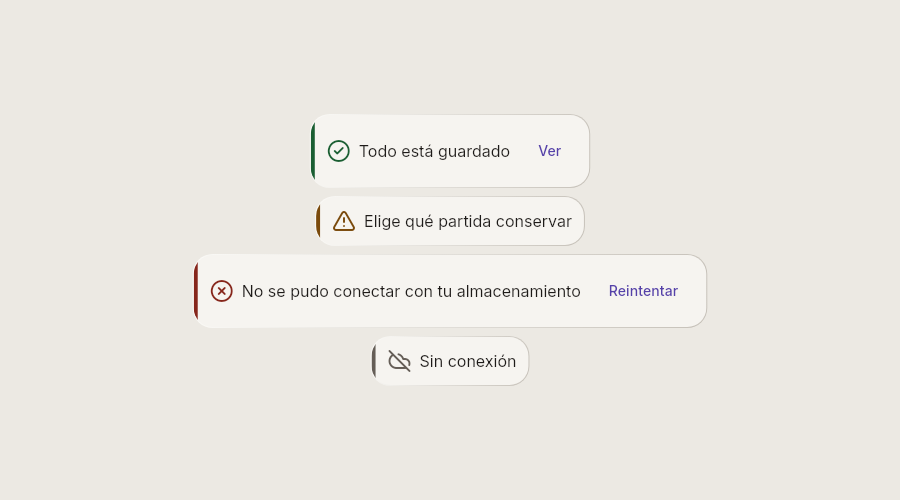 Todo está guardado Ver
Elige qué partida conservar
No se pudo conectar con tu almacenamiento Reintentar
Sin conexión